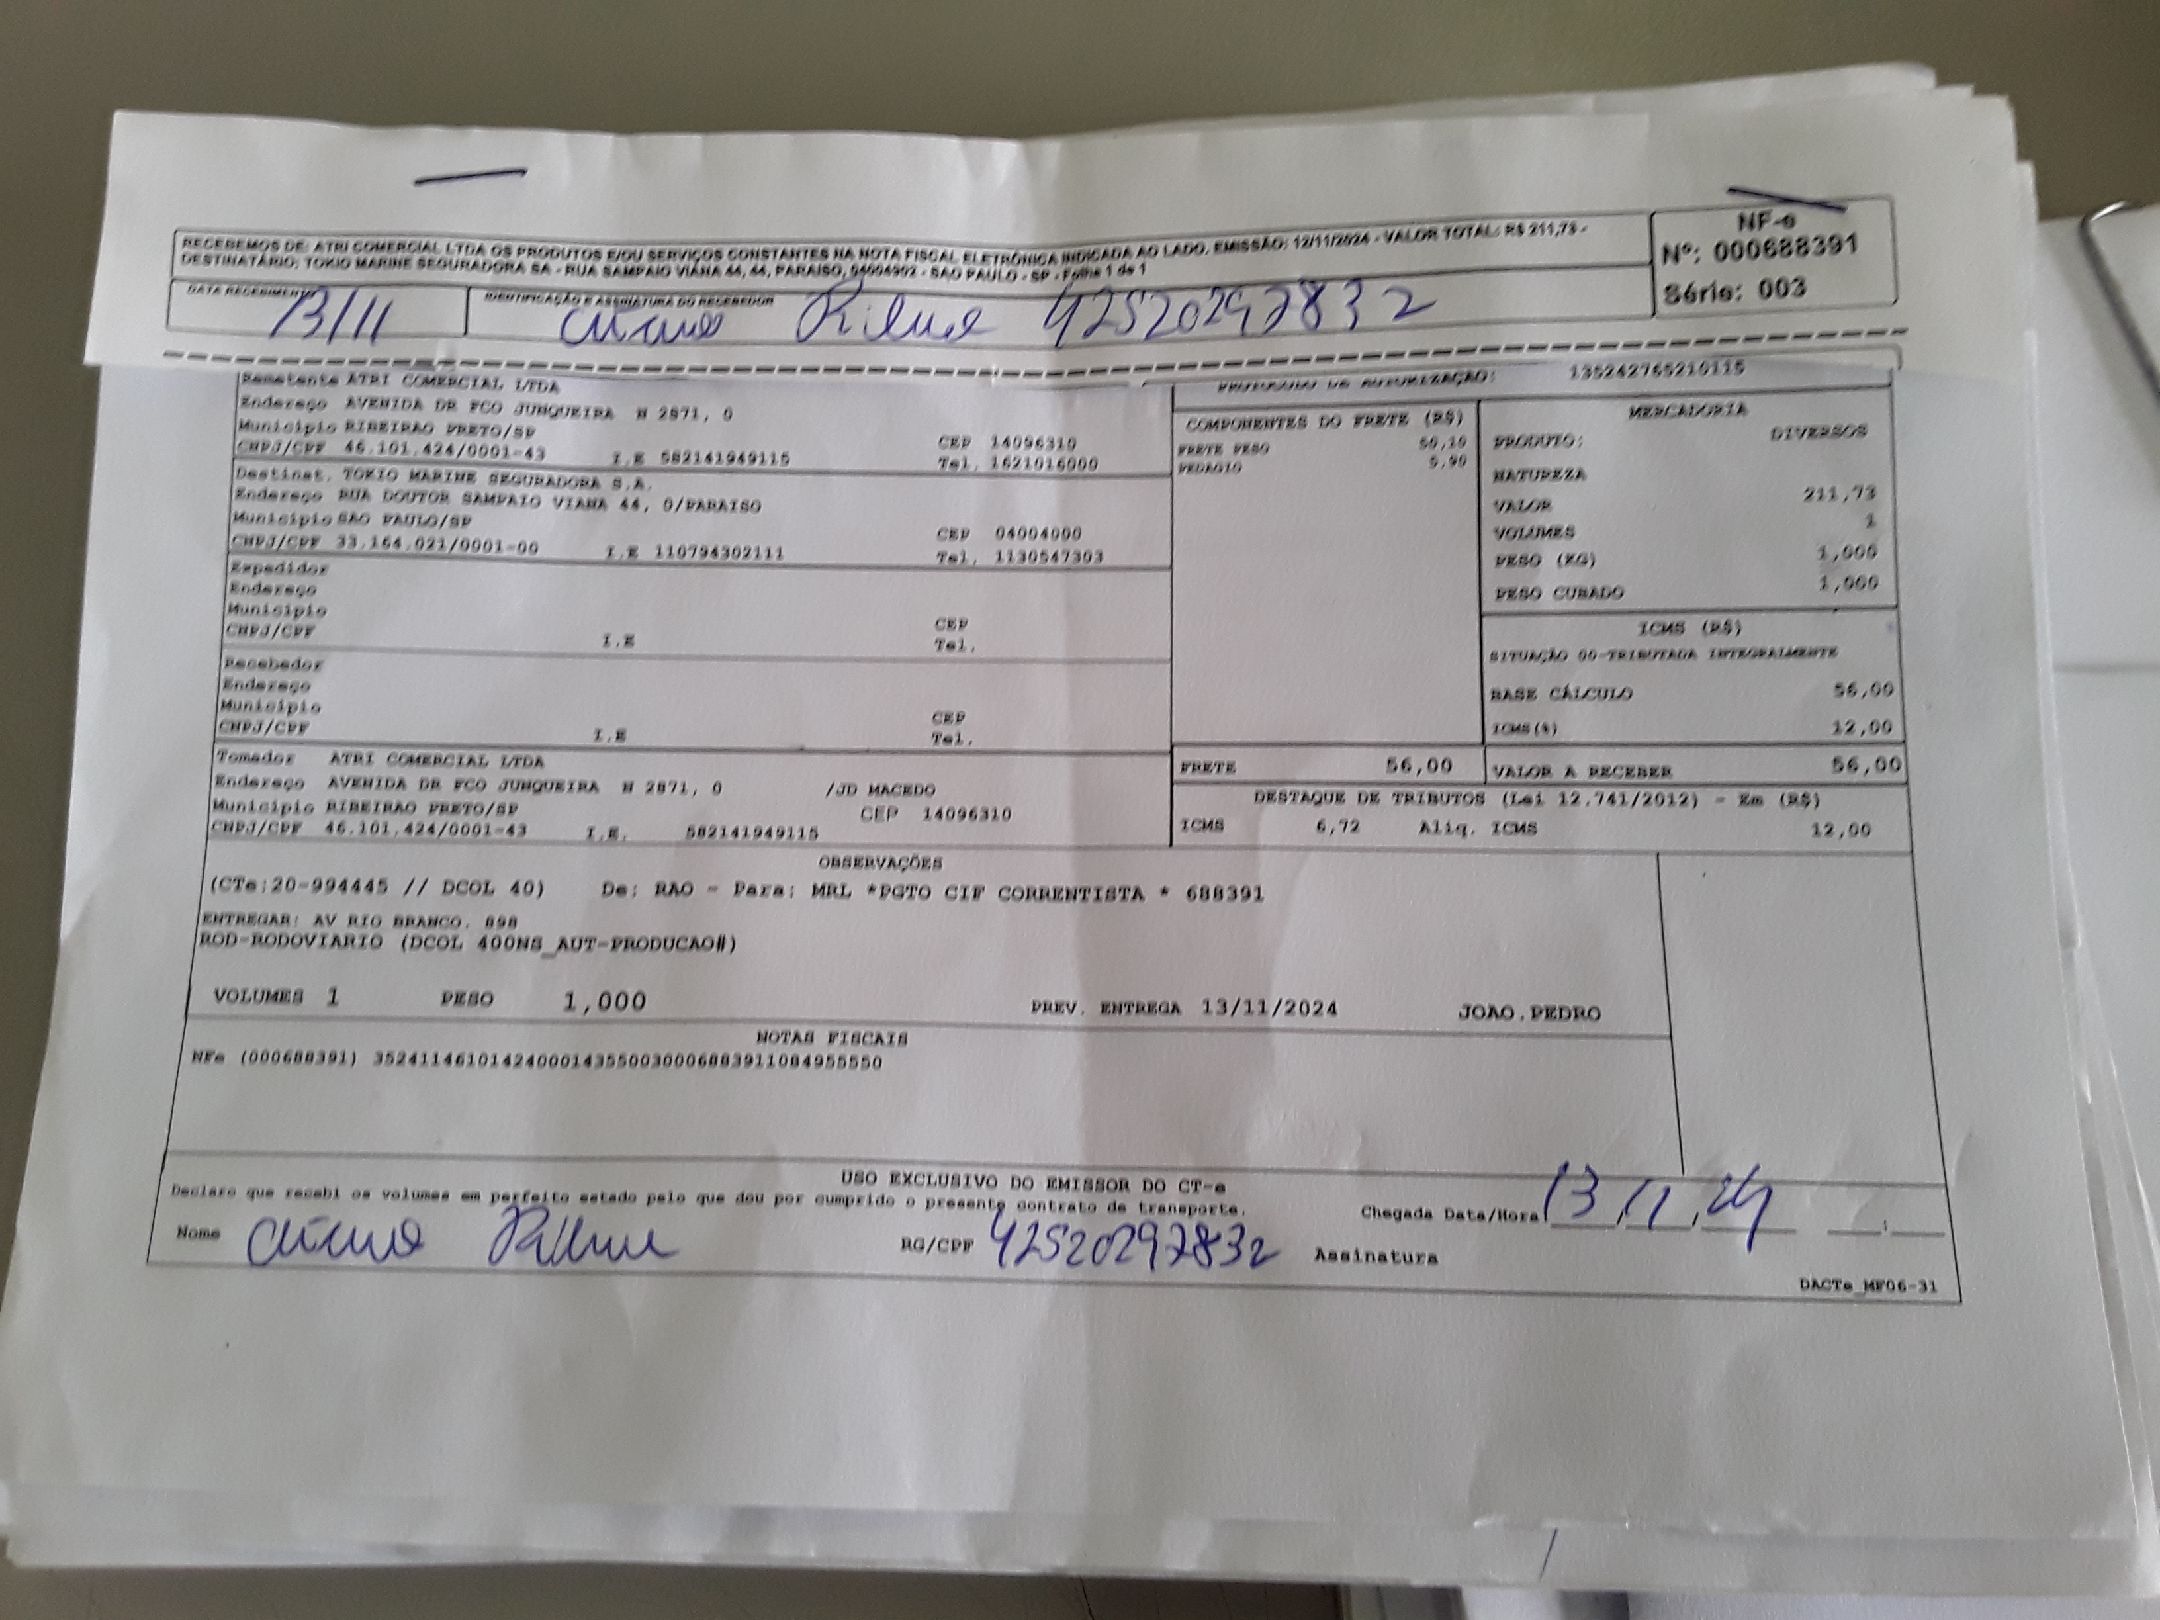 RECEBEMOS DE: ATRI COMERCIAL LTDA OS PRODUTOS E/OU SERVIÇOS CONSTANTES NA NOTA FISCAL ELETRÔNICA INDICADA AO LADO. EMISSÃO: 12/11/2024 - VALOR TOTAL: R$ 211,73 -
DESTINATÁRIO: TOKIO MARINE SEGURADORA SA - RUA SAMPAIO VIANA 44, 44, PARAISO, 04004902 - SAO PAULO - SP - Folha 1 de 1
NF-e
Nº: 000688391
Série: 003
DATA RECEBIMENTO
13/11
IDENTIFICAÇÃO E ASSINATURA DO RECEBEDOR
42520297832
Remetente ATRI COMERCIAL LTDA
Endereço AVENIDA DR FCO JUNQUEIRA N 2871, 0
Município RIBEIRAO PRETO/SP CEP 14096310
CNPJ/CPF 46.101.424/0001-43 I.E 582141949115 Tel. 1621016000
Destinat. TOKIO MARINE SEGURADORA S.A.
Endereço RUA DOUTOR SAMPAIO VIANA 44, 0/PARAISO
Município SAO PAULO/SP CEP 04004000
CNPJ/CPF 33.164.021/0001-00 I.E 110794302111 Tel. 1130547303
Expedidor
Endereço
Município CEP
CNPJ/CPF I.E Tel.
Recebedor
Endereço
Município CEP
CNPJ/CPF I.E Tel.
Tomador ATRI COMERCIAL LTDA
Endereço AVENIDA DR FCO JUNQUEIRA N 2871, 0 /JD MACEDO
Município RIBEIRAO PRETO/SP CEP 14096310
CNPJ/CPF 46.101.424/0001-43 I.E. 582141949115
PROTOCOLO DE AUTORIZAÇÃO: 135242765210115
COMPONENTES DO FRETE (R$)
FRETE PESO 50,10
PEDAGIO 5,90
MERCADORIA
PRODUTO: DIVERSOS
NATUREZA
VALOR 211,73
VOLUMES 1
PESO (KG) 1,000
PESO CUBADO 1,000
ICMS (R$)
SITUAÇÃO 00-TRIBUTADA INTEGRALMENTE
BASE CÁLCULO 56,00
ICMS(%) 12,00
FRETE 56,00
VALOR A RECEBER 56,00
DESTAQUE DE TRIBUTOS (Lei 12.741/2012) - Em (R$)
ICMS 6,72 Aliq. ICMS 12,00
OBSERVAÇÕES
(CTe:20-994445 // DCOL 40) De: RAO - Para: MRL *PGTO CIF CORRENTISTA * 688391
ENTREGAR: AV RIO BRANCO. 898
ROD-RODOVIARIO (DCOL 400NS_AUT-PRODUCAO#)
VOLUMES 1 PESO 1,000 PREV. ENTREGA 13/11/2024 JOAO.PEDRO
NOTAS FISCAIS
NFe (000688391) 35241146101424000143550030006883911084955550
USO EXCLUSIVO DO EMISSOR DO CT-e
Declaro que recebi os volumes em perfeito estado pelo que dou por cumprido o presente contrato de transporte.
Chegada Data/Hora 13/11/24 :
Nome
RG/CPF 42520297832 Assinatura
DACTe_MF06-31